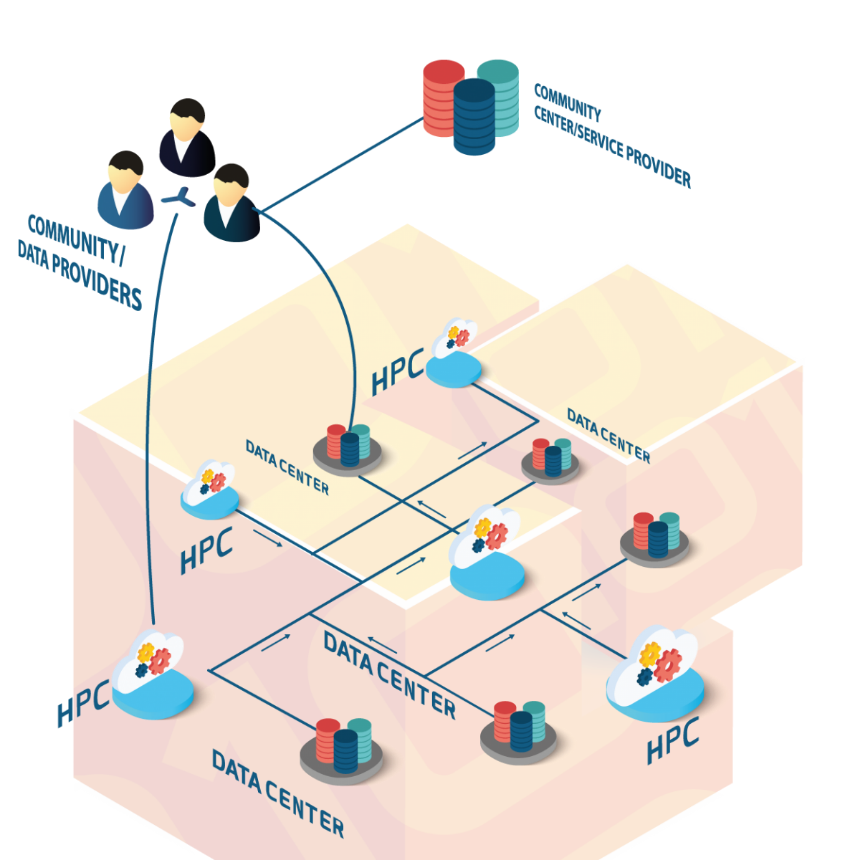 COMMUNITY
CENTER/SERVICE PROVIDER
COMMUNITY/
DATA PROVIDERS
HPC
DATA CENTER
DATA CENTER
HPC
DATA CENTER
HPC
HPC
DATA CENTER